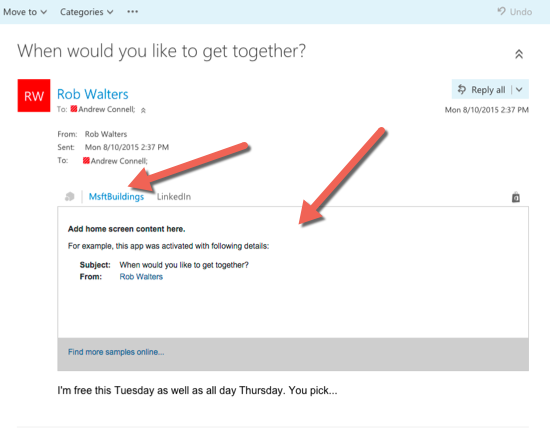 Move to Categories ••• Undo
When would you like to get together?
RW Rob Walters
Reply all
To: Andrew Connell;
Mon 8/10/2015 2:37 PM
From: Rob Walters
Sent: Mon 8/10/2015 2:37 PM
To: Andrew Connell;
MsftBuildings LinkedIn
Add home screen content here.
For example, this app was activated with following details:
Subject: When would you like to get together?
From: Rob Walters
Find more samples online...
I'm free this Tuesday as well as all day Thursday. You pick...